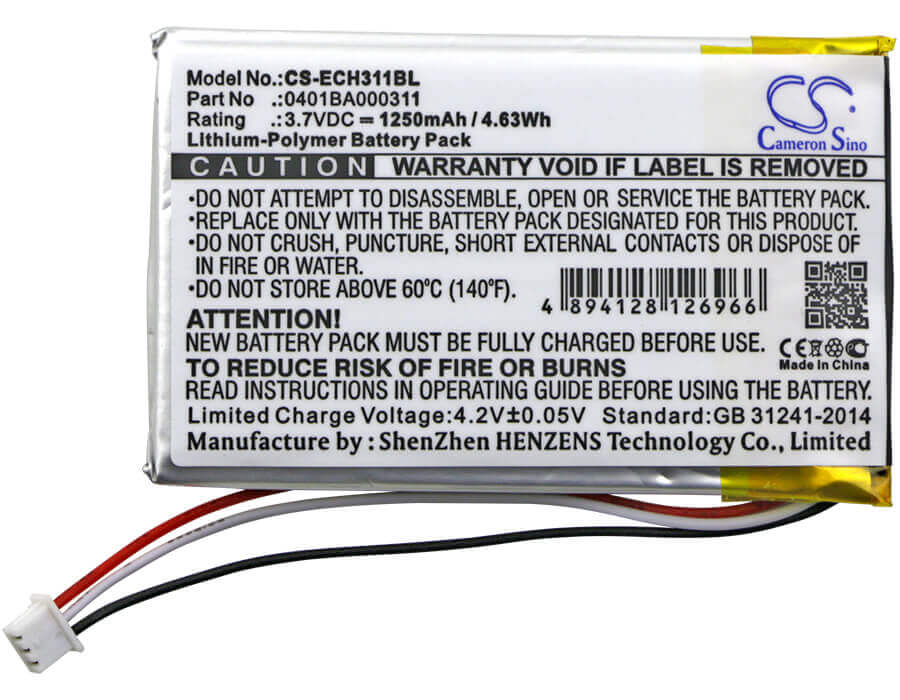 Model No.:CS-ECH311BL
Part No .:0401BA000311
Rating .:3.7VDC = 1250mAh / 4.63Wh
Lithium-Polymer Battery Pack
CS
Cameron Sino
CAUTION WARRANTY VOID IF LABEL IS REMOVED
•DO NOT ATTEMPT TO DISASSEMBLE, OPEN OR SERVICE THE BATTERY PACK.
•REPLACE ONLY WITH THE BATTERY PACK DESIGNATED FOR THIS PRODUCT.
•DO NOT CRUSH, PUNCTURE, SHORT EXTERNAL CONTACTS OR DISPOSE OF
IN FIRE OR WATER.
•DO NOT STORE ABOVE 60°C (140°F).
4 894128 126966
ATTENTION!
NEW BATTERY PACK MUST BE FULLY CHARGED BEFORE USE.
CE
Made In China
TO REDUCE RISK OF FIRE OR BURNS
READ INSTRUCTIONS IN OPERATING GUIDE BEFORE USING THE BATTERY.
Limited Charge Voltage:4.2V±0.05V Standard:GB 31241-2014
Manufacture by : ShenZhen HENZENS Technology Co., Limited